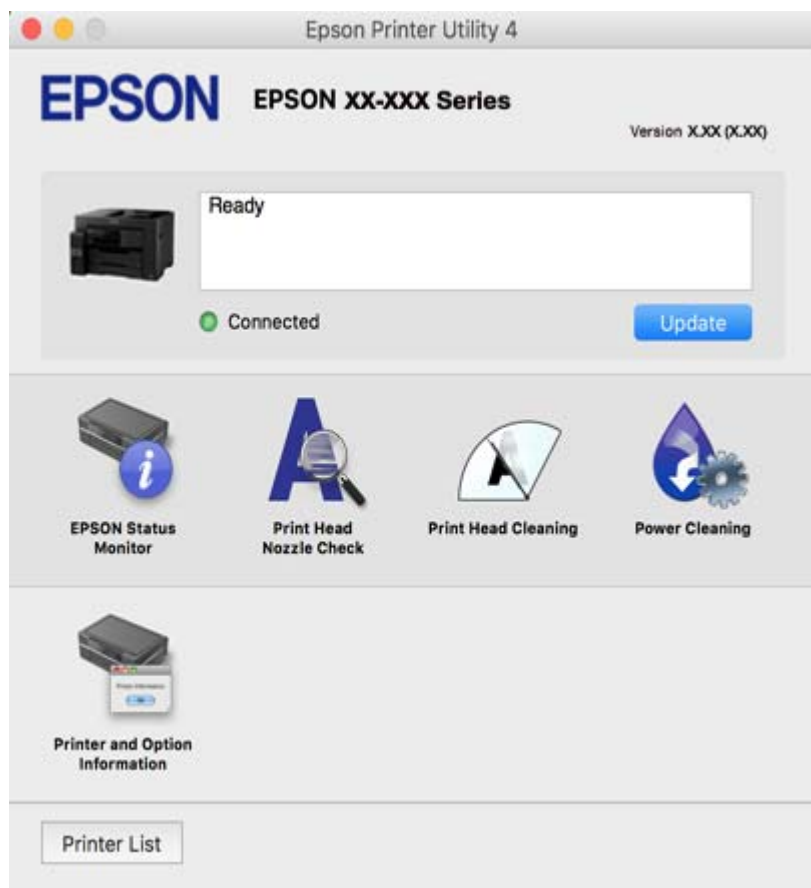 Epson Printer Utility 4
EPSON
EPSON XX-XXX Series
Version X.XX (X.XX)
Ready
Connected
Update
EPSON Status
Monitor
Print Head
Nozzle Check
Print Head Cleaning
Power Cleaning
Printer and Option
Information
Printer List